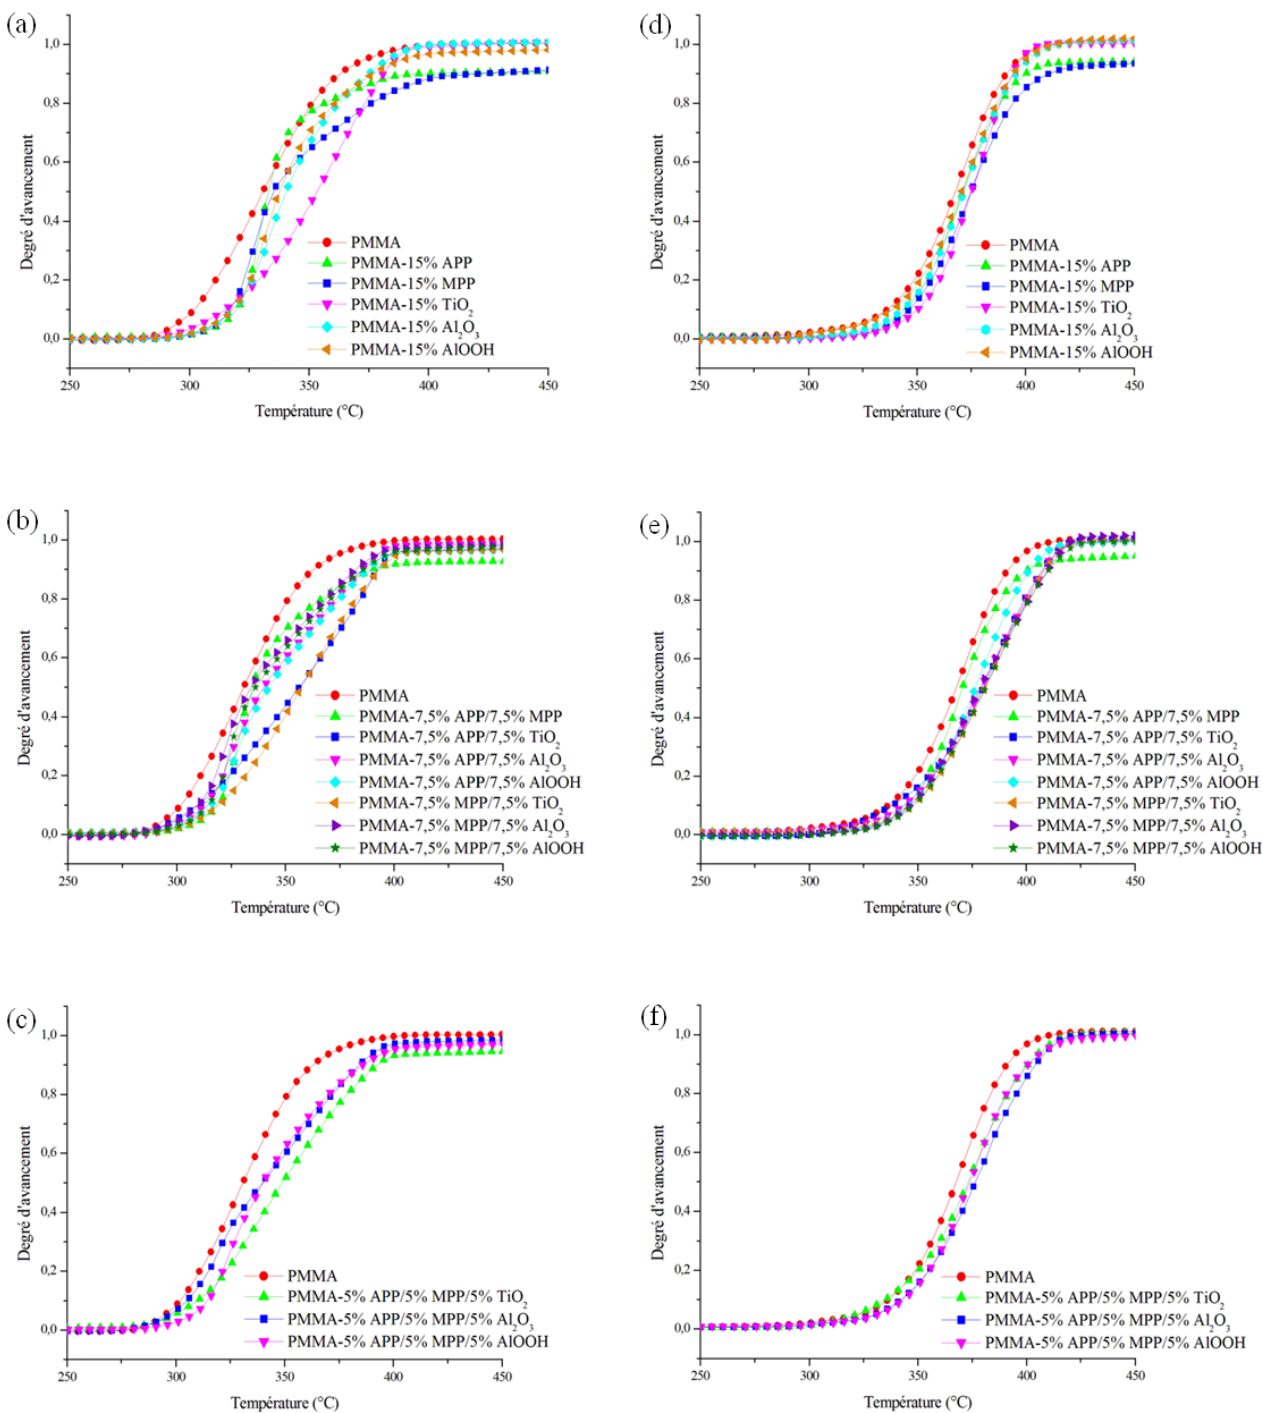 (a)
1,0
0,8
0,6
0,4
0,2
0,0
Degré d'avancement
PMMA
PMMA-15% APP
PMMA-15% MPP
PMMA-15% TiO2
PMMA-15% Al2O3
PMMA-15% AlOOH
250 300 350 400 450
Température (°C)
(d)
1,0
0,8
0,6
0,4
0,2
0,0
Degré d'avancement
PMMA
PMMA-15% APP
PMMA-15% MPP
PMMA-15% TiO2
PMMA-15% Al2O3
PMMA-15% AlOOH
250 300 350 400 450
Température (°C)
(b)
1,0
0,8
0,6
0,4
0,2
0,0
Degré d'avancement
PMMA
PMMA-7,5% APP/7,5% MPP
PMMA-7,5% APP/7,5% TiO2
PMMA-7,5% APP/7,5% Al2O3
PMMA-7,5% APP/7,5% AlOOH
PMMA-7,5% MPP/7,5% TiO2
PMMA-7,5% MPP/7,5% Al2O3
PMMA-7,5% MPP/7,5% AlOOH
250 300 350 400 450
Température (°C)
(e)
1,0
0,8
0,6
0,4
0,2
0,0
Degré d'avancement
PMMA
PMMA-7,5% APP/7,5% MPP
PMMA-7,5% APP/7,5% TiO2
PMMA-7,5% APP/7,5% Al2O3
PMMA-7,5% APP/7,5% AlOOH
PMMA-7,5% MPP/7,5% TiO2
PMMA-7,5% MPP/7,5% Al2O3
PMMA-7,5% MPP/7,5% AlOOH
250 300 350 400 450
Température (°C)
(c)
1,0
0,8
0,6
0,4
0,2
0,0
Degré d'avancement
PMMA
PMMA-5% APP/5% MPP/5% TiO2
PMMA-5% APP/5% MPP/5% Al2O3
PMMA-5% APP/5% MPP/5% AlOOH
250 300 350 400 450
Température (°C)
(f)
1,0
0,8
0,6
0,4
0,2
0,0
Degré d'avancement
PMMA
PMMA-5% APP/5% MPP/5% TiO2
PMMA-5% APP/5% MPP/5% Al2O3
PMMA-5% APP/5% MPP/5% AlOOH
250 300 350 400 450
Température (°C)